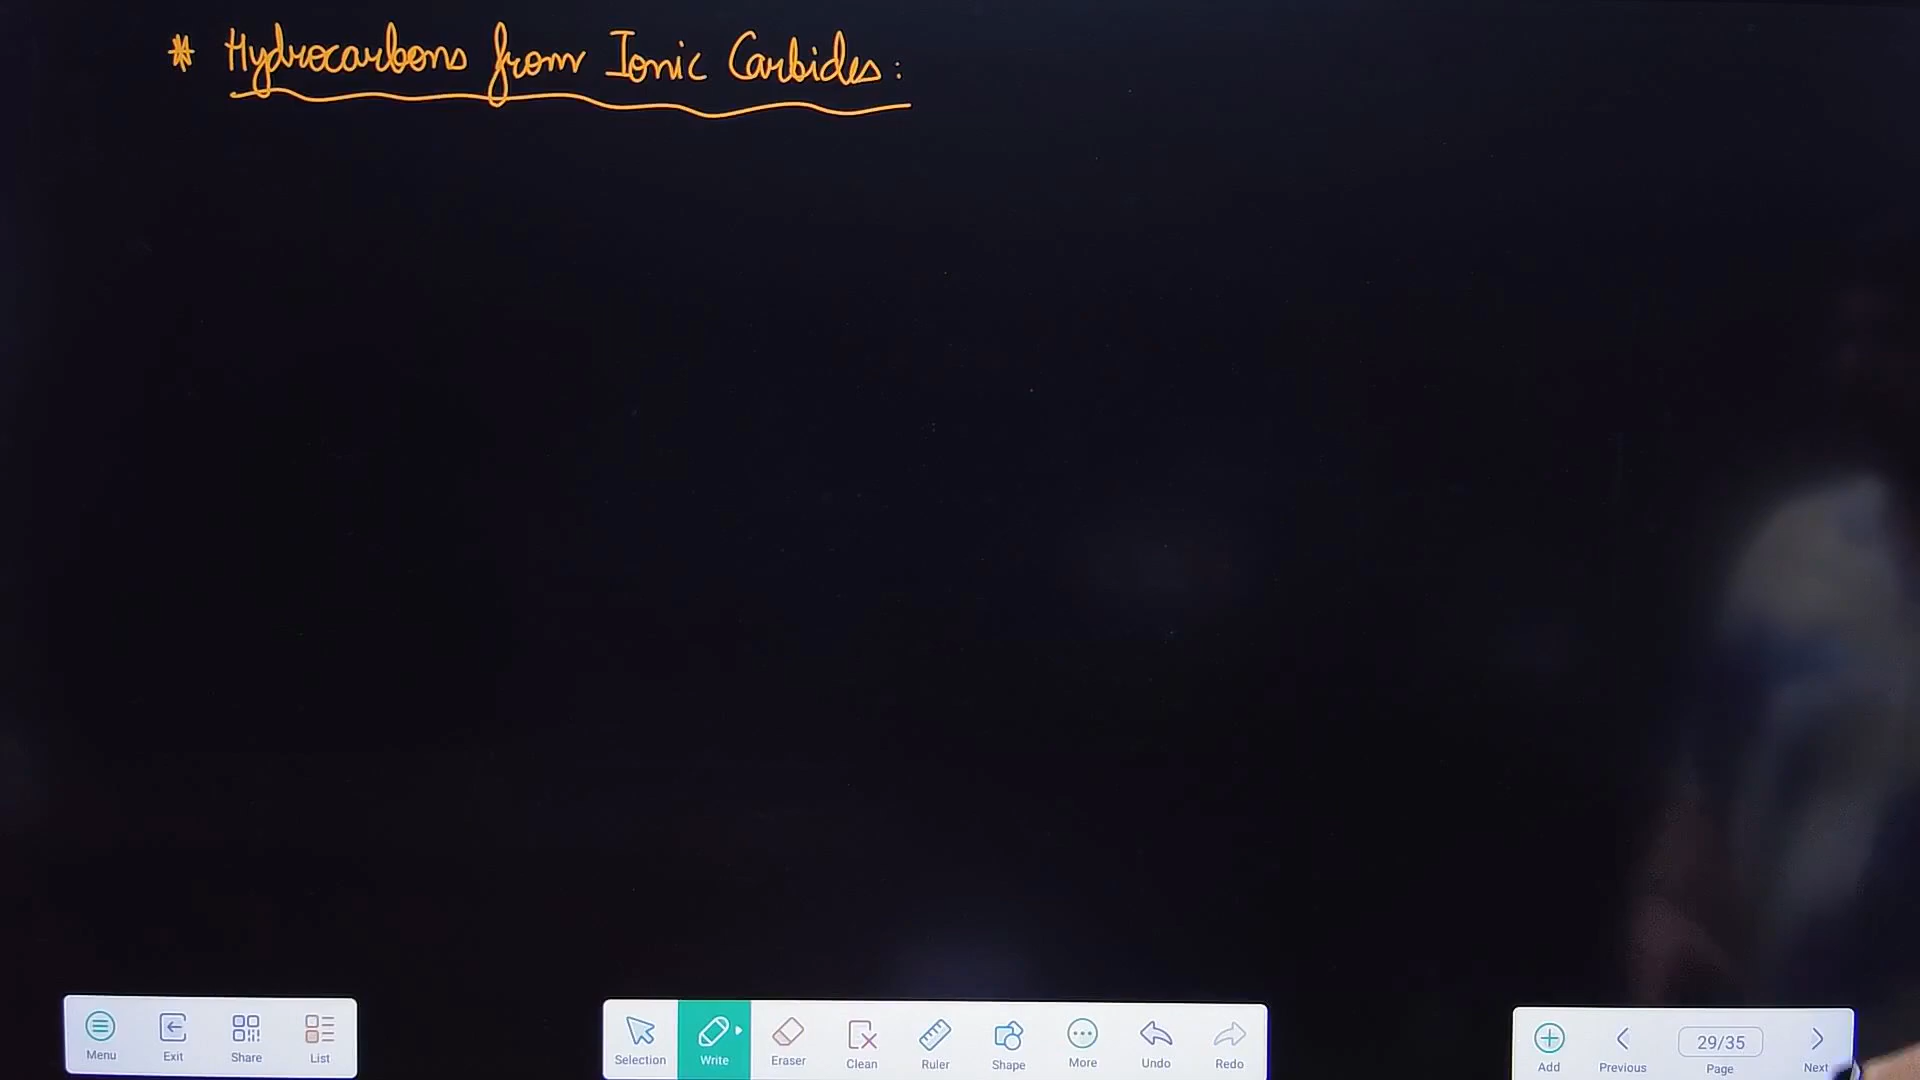 * Hydrocarbons from Ionic Carbides:
Menu
Exit
Share
List
Selection
Write
Eraser
Clean
Ruler
Shape
More
Undo
Redo
Add
Previous
29/35
Page
Next